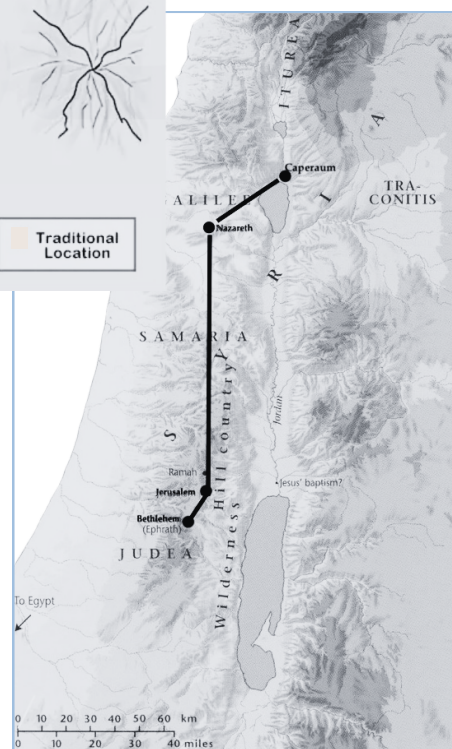 ITUREA
Caperaum
GALILEE
TRA-
CONITIS
Nazareth
Traditional
Location
SAMARIA
SYRIA
Hill country
Jordan
Ramah
Jerusalem
Jesus' baptism?
Bethlehem
(Ephrath)
JUDEA
Wilderness
To Egypt
0 10 20 30 40 50 60 km
0 10 20 30 40 miles